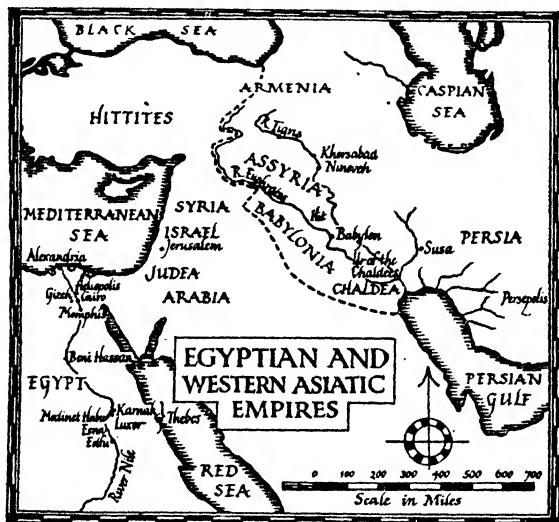 BLACK SEA
ARMENIA
CASPIAN
SEA
HITTITES
R. Tigris
Khorsabad
Nineveh
ASSYRIA
R. Euphrates
MEDITERRANEAN
SEA
SYRIA
ISRAEL
Jerusalem
Hit
Babylon
BABYLONIA
Susa
PERSIA
Alexandria
Ur of the
Chaldees
CHALDEA
JUDEA
ARABIA
Heliopolis
Gizeh Cairo
Memphis
Persepolis
Beni Hassan
EGYPTIAN AND
WESTERN ASIATIC
EMPIRES
PERSIAN
GULF
EGYPT
Medinet Habu
Karnak
Luxor
Thebes
Esna
Edfu
River Nile
RED
SEA
0 100 200 300 400 500 600 700
Scale in Miles